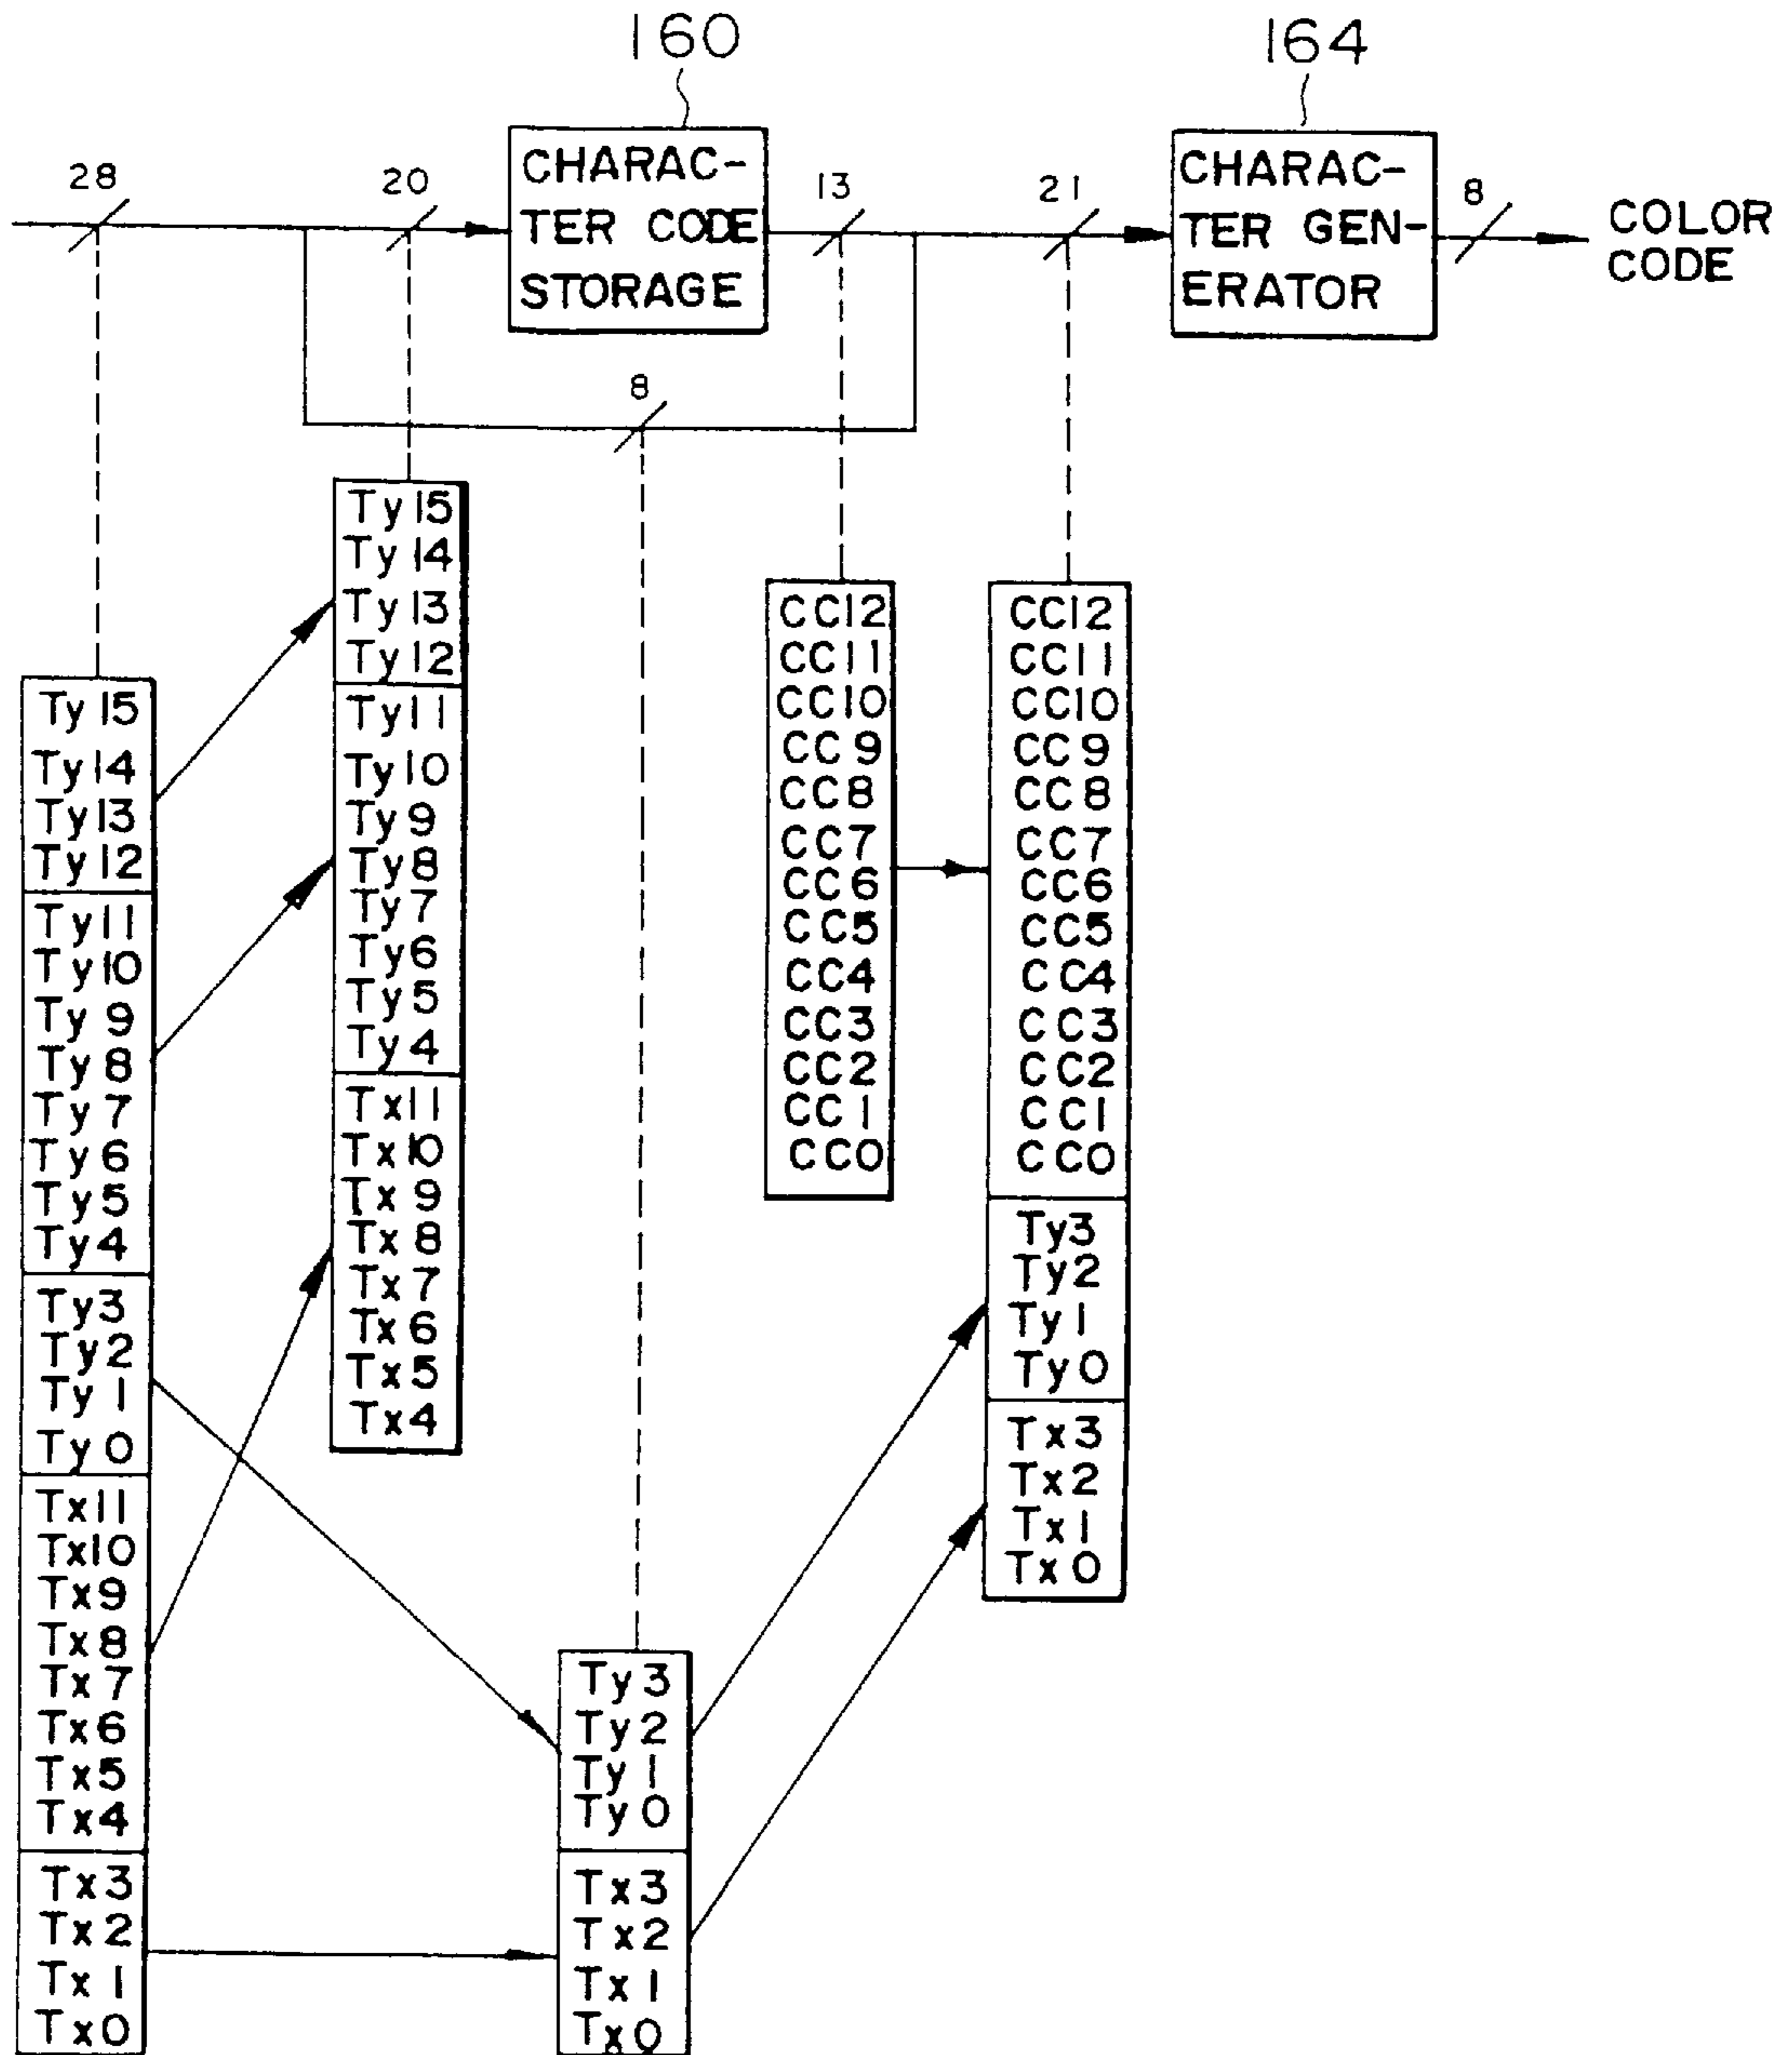 160
164
28
20
CHARAC-
TER CODE
STORAGE
13
21
CHARAC-
TER GEN-
ERATOR
8
COLOR
CODE
8
Ty15
Ty14
Ty13
Ty12
Ty11
Ty10
Ty9
Ty8
Ty7
Ty6
Ty5
Ty4
Ty3
Ty2
Ty1
Ty0
Tx11
Tx10
Tx9
Tx8
Tx7
Tx6
Tx5
Tx4
Tx3
Tx2
Tx1
Tx0
Ty15
Ty14
Ty13
Ty12
Ty11
Ty10
Ty9
Ty8
Ty7
Ty6
Ty5
Ty4
Tx11
Tx10
Tx9
Tx8
Tx7
Tx6
Tx5
Tx4
Ty3
Ty2
Ty1
Ty0
Tx3
Tx2
Tx1
Tx0
CC12
CC11
CC10
CC9
CC8
CC7
CC6
CC5
CC4
CC3
CC2
CC1
CC0
CC12
CC11
CC10
CC9
CC8
CC7
CC6
CC5
CC4
CC3
CC2
CC1
CC0
Ty3
Ty2
Ty1
Ty0
Tx3
Tx2
Tx1
Tx0